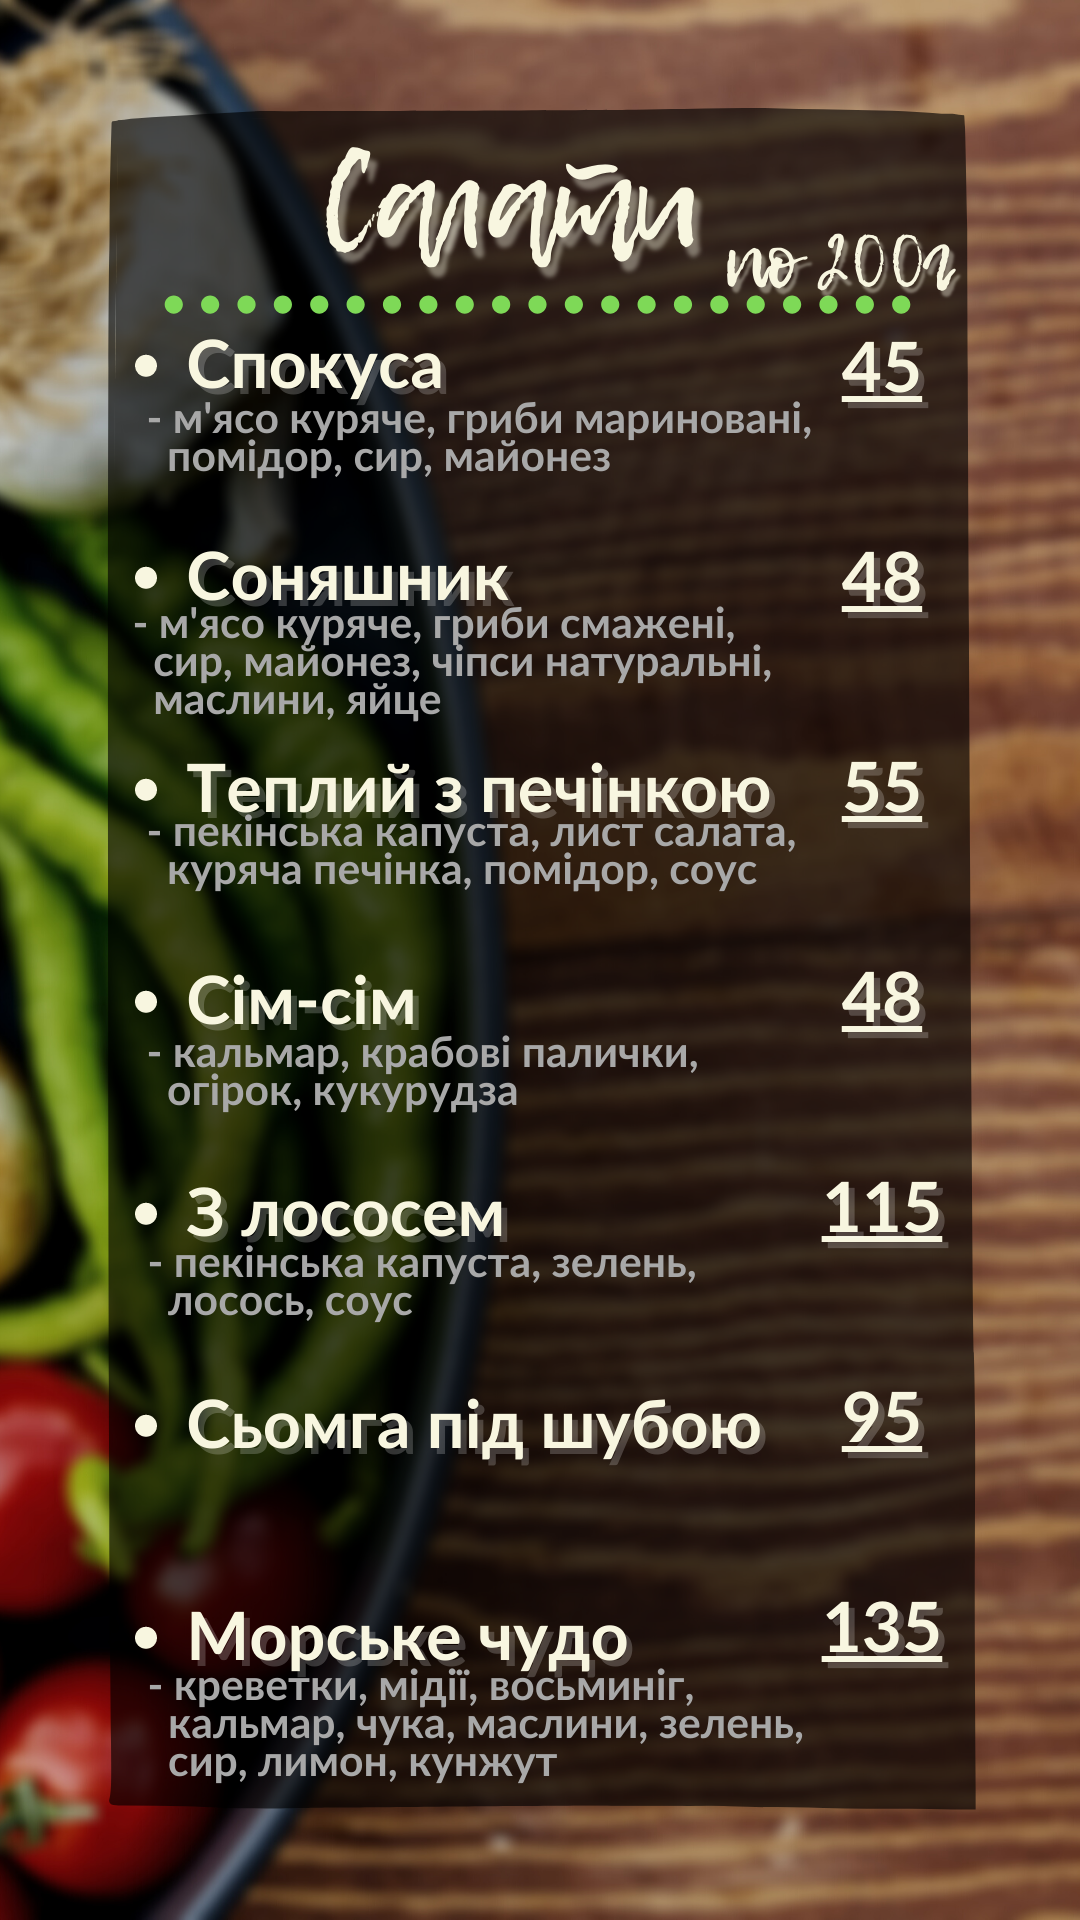 Салати
по 200г
• Спокуса 45
- м'ясо куряче, гриби мариновані,
помідор, сир, майонез
• Соняшник 48
- м'ясо куряче, гриби смажені,
сир, майонез, чіпси натуральні,
маслини, яйце
• Теплий з печінкою 55
- пекінська капуста, лист салата,
куряча печінка, помідор, соус
• Сім-сім 48
- кальмар, крабові палички,
огірок, кукурудза
• З лососем 115
- пекінська капуста, зелень,
лосось, соус
• Сьомга під шубою 95
• Морське чудо 135
- креветки, мідії, восьминіг,
кальмар, чука, маслини, зелень,
сир, лимон, кунжут